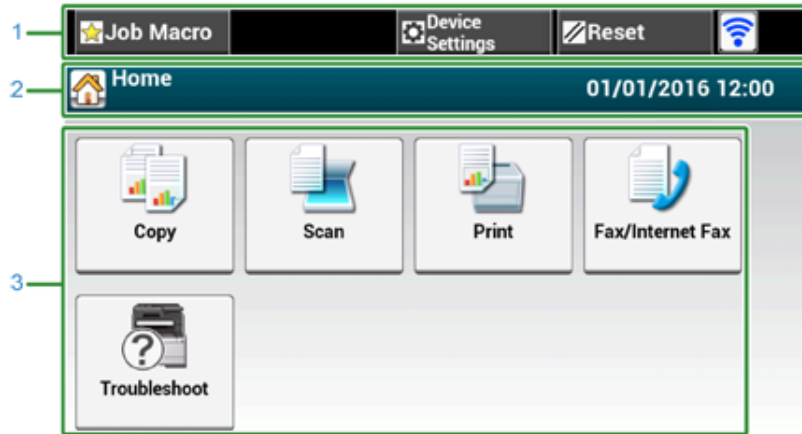 1
Job Macro
Device
Settings
Reset
2
Home
01/01/2016 12:00
3
Copy
Scan
Print
Fax/Internet Fax
?
Troubleshoot